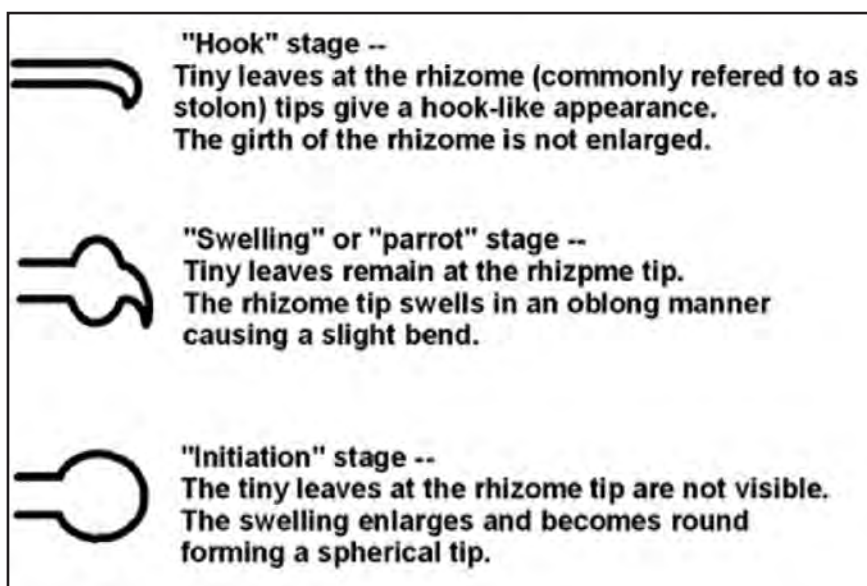 "Hook" stage --
Tiny leaves at the rhizome (commonly refered to as
stolon) tips give a hook-like appearance.
The girth of the rhizome is not enlarged.
"Swelling" or "parrot" stage --
Tiny leaves remain at the rhizpme tip.
The rhizome tip swells in an oblong manner
causing a slight bend.
"Initiation" stage --
The tiny leaves at the rhizome tip are not visible.
The swelling enlarges and becomes round
forming a spherical tip.